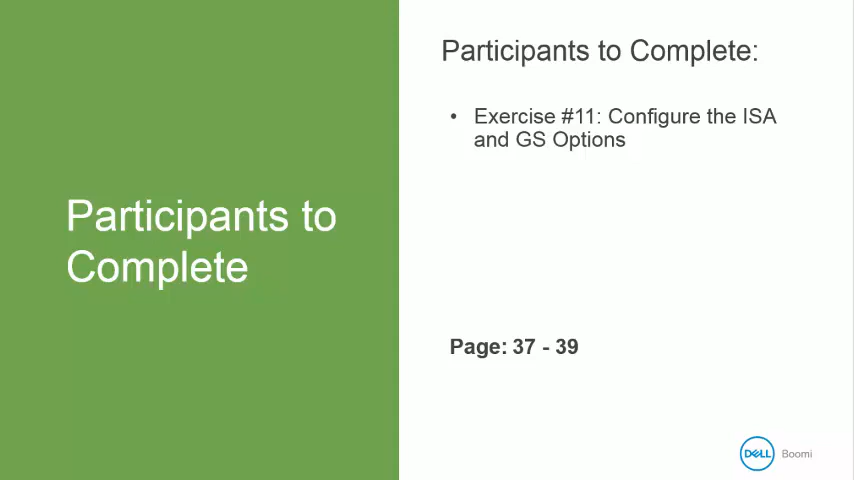 Participants to
Complete
Participants to Complete:
• Exercise #11: Configure the ISA
and GS Options
Page: 37 - 39
DELL Boomi